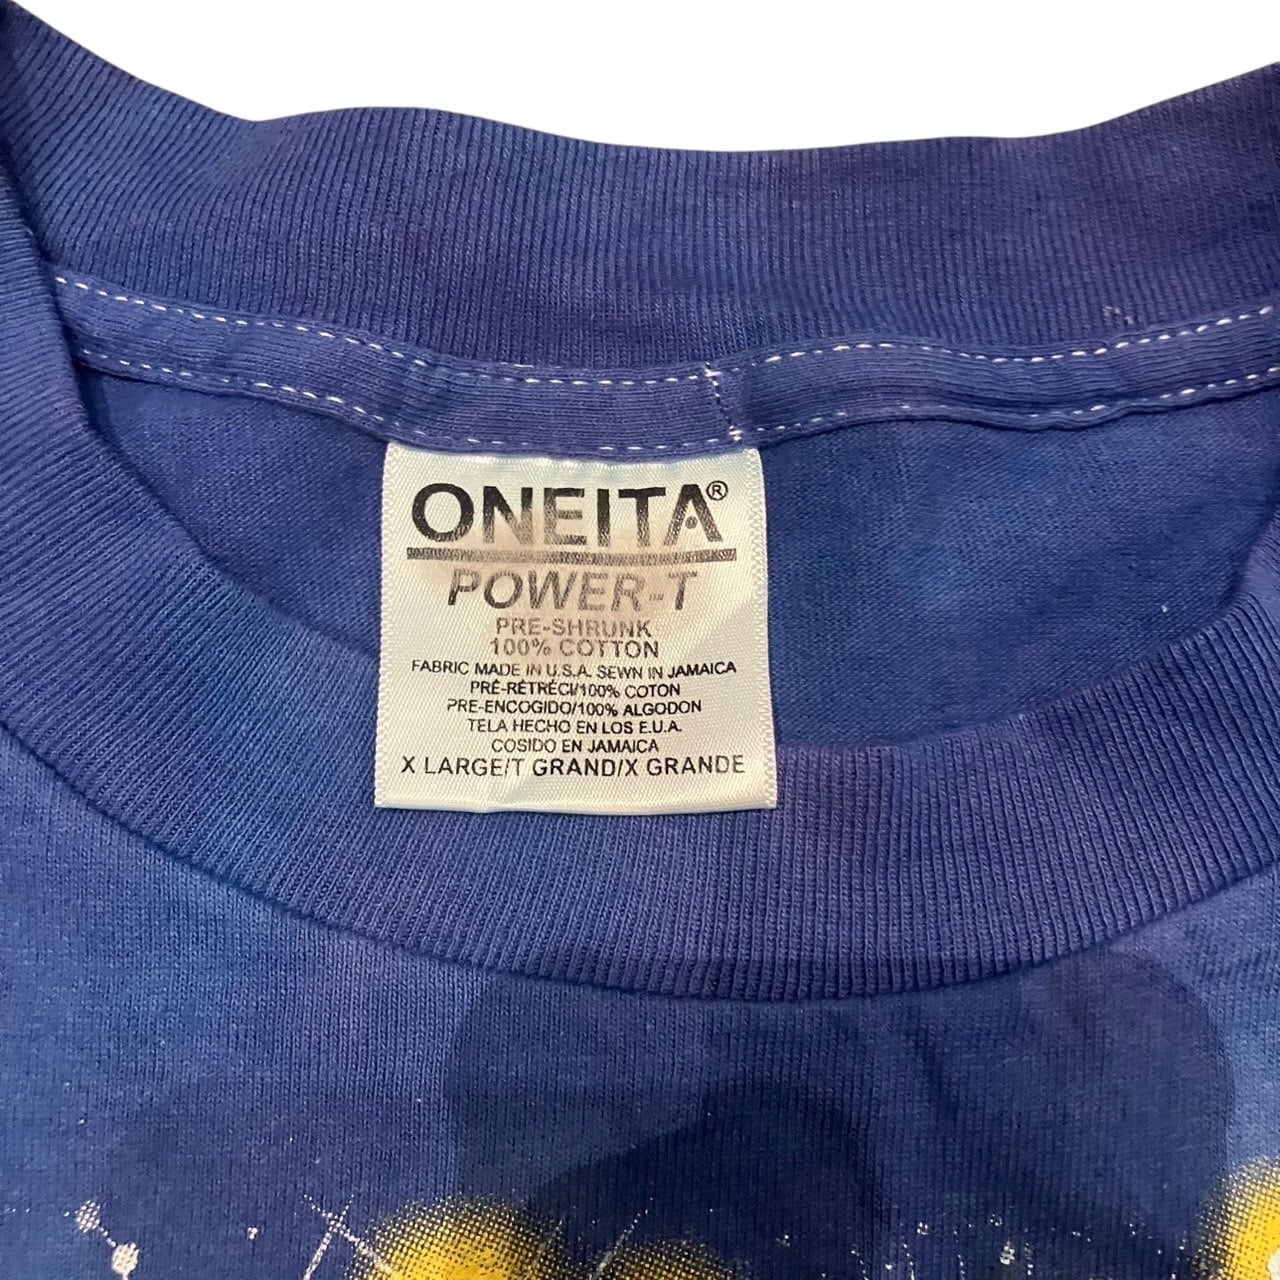 ONEITA®
POWER-T™
PRE-SHRUNK
100% COTTON
FABRIC MADE IN U.S.A. SEWN IN JAMAICA
PRÉ-RÉTRÉCI/100% COTON
PRE-ENCOGIDO/100% ALGODON
TELA HECHO EN LOS E.U.A.
COSIDO EN JAMAICA
X LARGE/T GRAND/X GRANDE